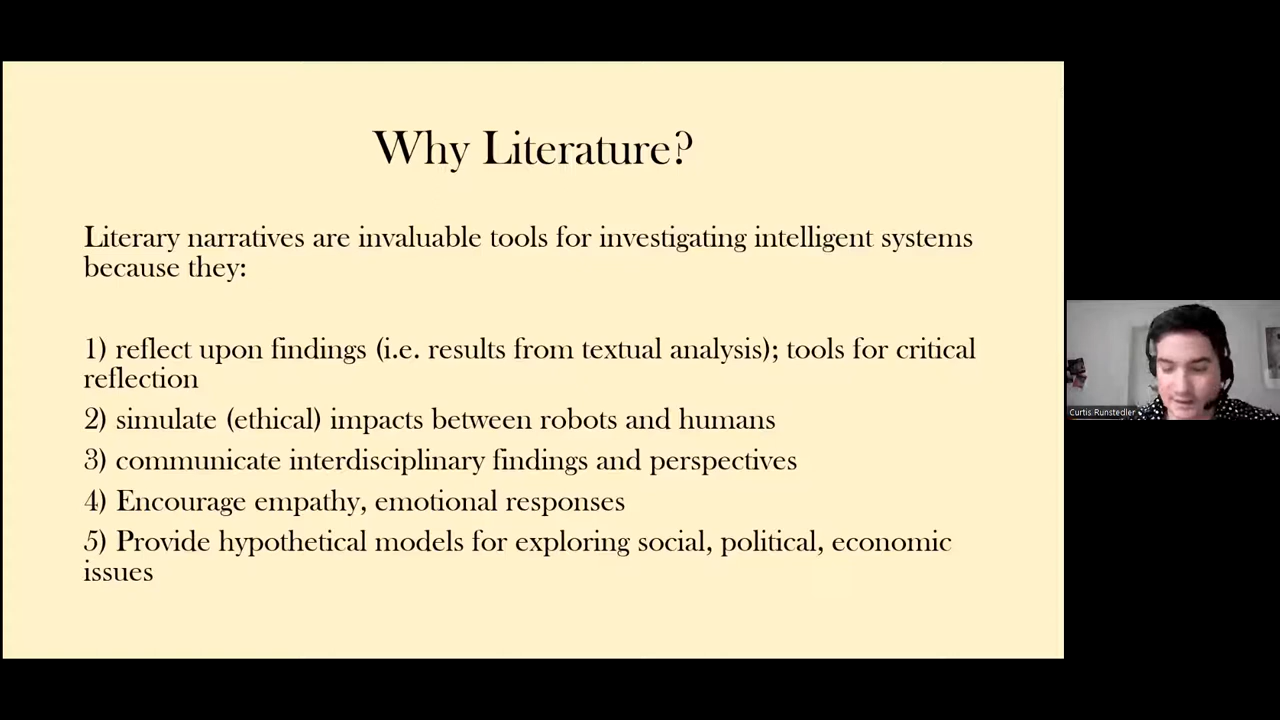 Why Literature?
Literary narratives are invaluable tools for investigating intelligent systems
because they:
1) reflect upon findings (i.e. results from textual analysis); tools for critical
reflection
2) simulate (ethical) impacts between robots and humans
3) communicate interdisciplinary findings and perspectives
4) Encourage empathy, emotional responses
5) Provide hypothetical models for exploring social, political, economic
issues
Curtis Runstedler